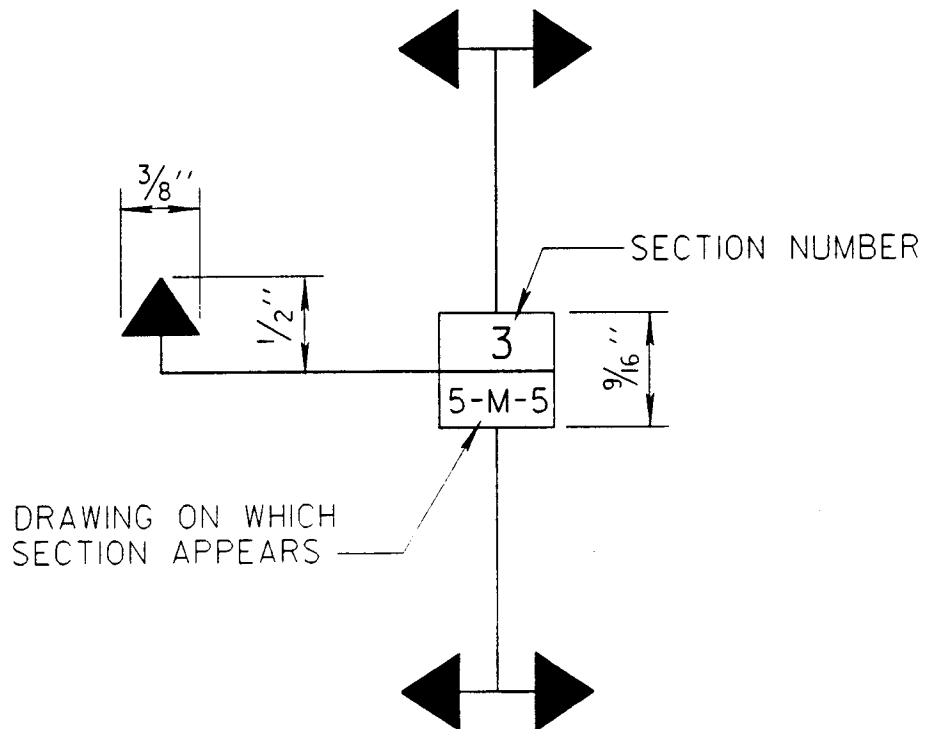 3/8"
SECTION NUMBER
1/2"
3
9/16"
5-M-5
DRAWING ON WHICH
SECTION APPEARS